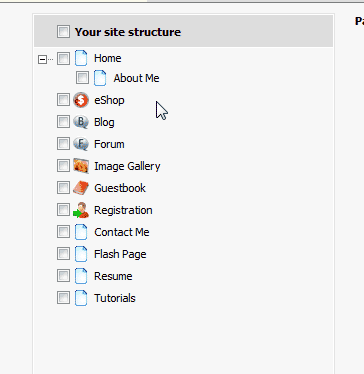 Your site structure
Home
About Me
eShop
Blog
Forum
Image Gallery
Guestbook
Registration
Contact Me
Flash Page
Resume
Tutorials